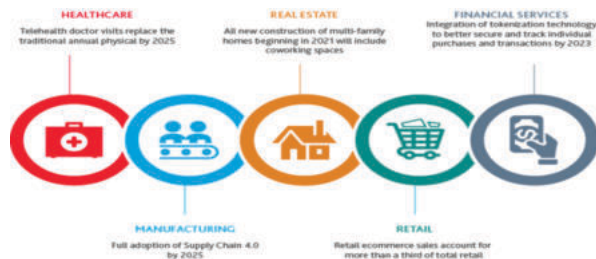 HEALTHCARE
Telehealth doctor visits replace the
traditional annual physical by 2025
REAL ESTATE
All new construction of multi-family
homes beginning in 2021 will include
coworking spaces
FINANCIAL SERVICES
Integration of tokenization technology
to better secure and track individual
purchases and transactions by 2023
MANUFACTURING
Full adoption of Supply Chain 4.0
by 2025
RETAIL
Retail ecommerce sales account for
more than a third of total retail